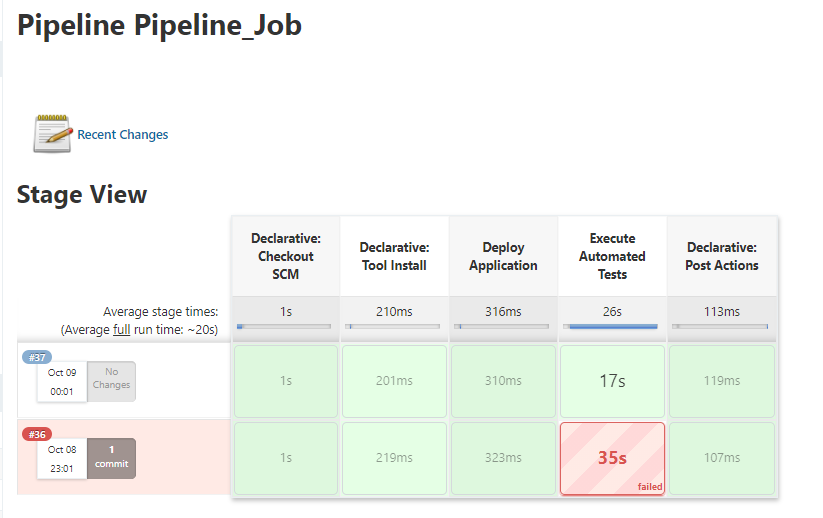 Pipeline Pipeline_Job
Recent Changes
Stage View
Declarative:
Checkout
SCM
Declarative:
Tool Install
Deploy
Application
Execute
Automated
Tests
Declarative:
Post Actions
Average stage times:
(Average full run time: ~20s)
1s
210ms
316ms
26s
113ms
#37
Oct 09
00:01
No
Changes
1s
201ms
310ms
17s
119ms
#36
Oct 08
23:01
1
commit
1s
219ms
323ms
35s
failed
107ms